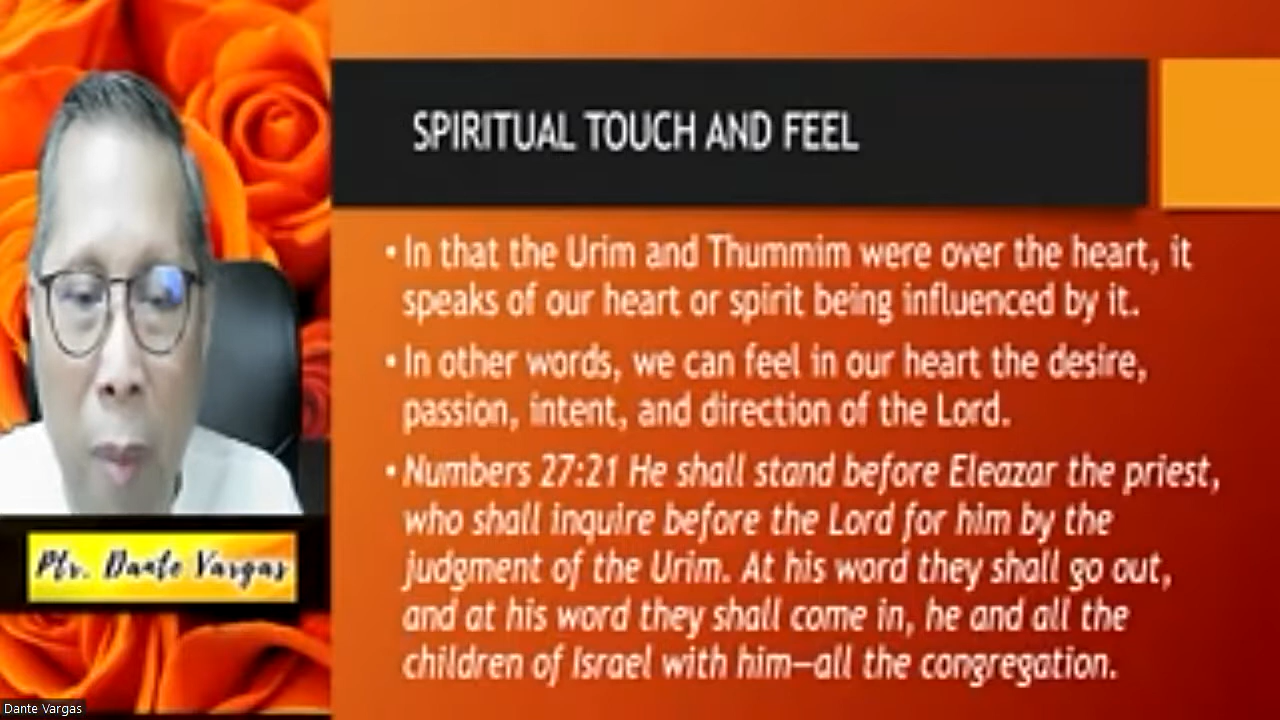 SPIRITUAL TOUCH AND FEEL
• In that the Urim and Thummim were over the heart, it
speaks of our heart or spirit being influenced by it.
• In other words, we can feel in our heart the desire,
passion, intent, and direction of the Lord.
• Numbers 27:21 He shall stand before Eleazar the priest,
who shall inquire before the Lord for him by the
judgment of the Urim. At his word they shall go out,
and at his word they shall come in, he and all the
children of Israel with him—all the congregation.
Ptr. Dante Vargas
Dante Vargas